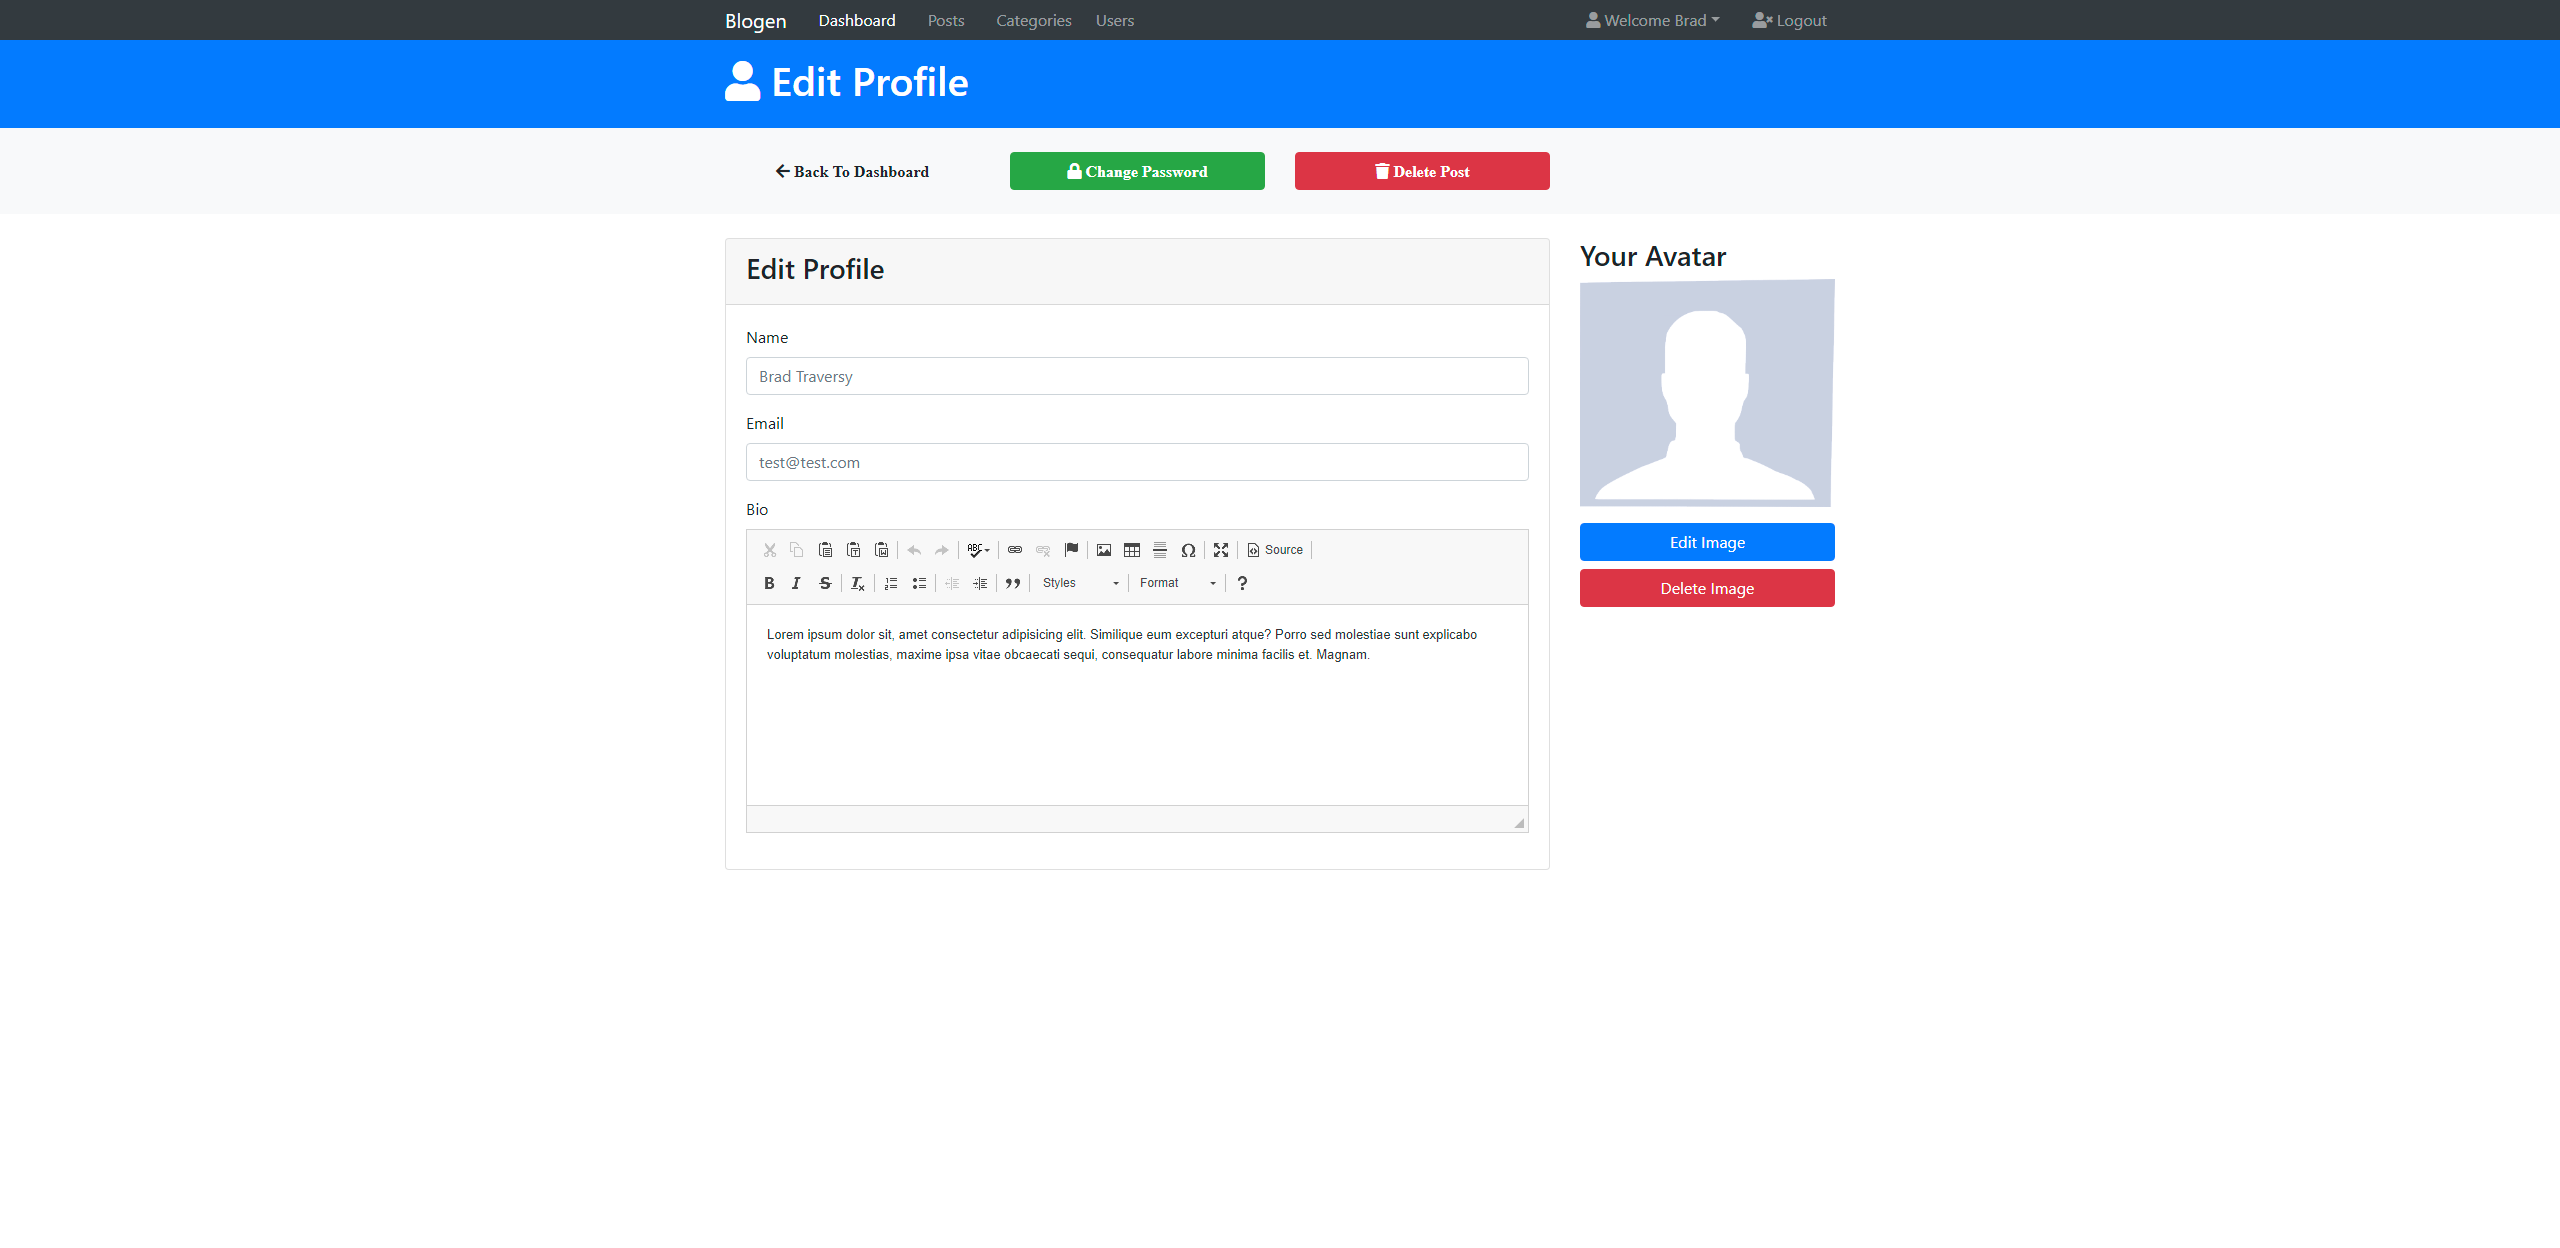 Blogen Dashboard Posts Categories Users Welcome Brad Logout
Edit Profile
Back To Dashboard Change Password Delete Post
Edit Profile
Name
Brad Traversy
Email
test@test.com
Bio
ABC Source
B I S Tx Styles Format ?
Lorem ipsum dolor sit, amet consectetur adipisicing elit. Similique eum excepturi atque? Porro sed molestiae sunt explicabo
voluptatum molestias, maxime ipsa vitae obcaecati sequi, consequatur labore minima facilis et. Magnam.
Your Avatar
Edit Image
Delete Image